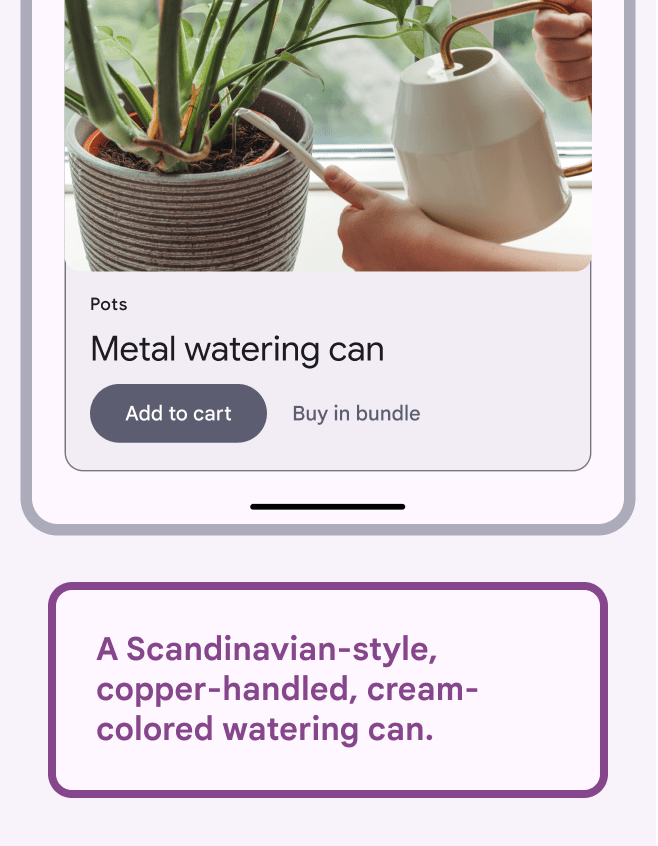 Pots
Metal watering can
Add to cart
Buy in bundle
A Scandinavian-style,
copper-handled, cream-
colored watering can.